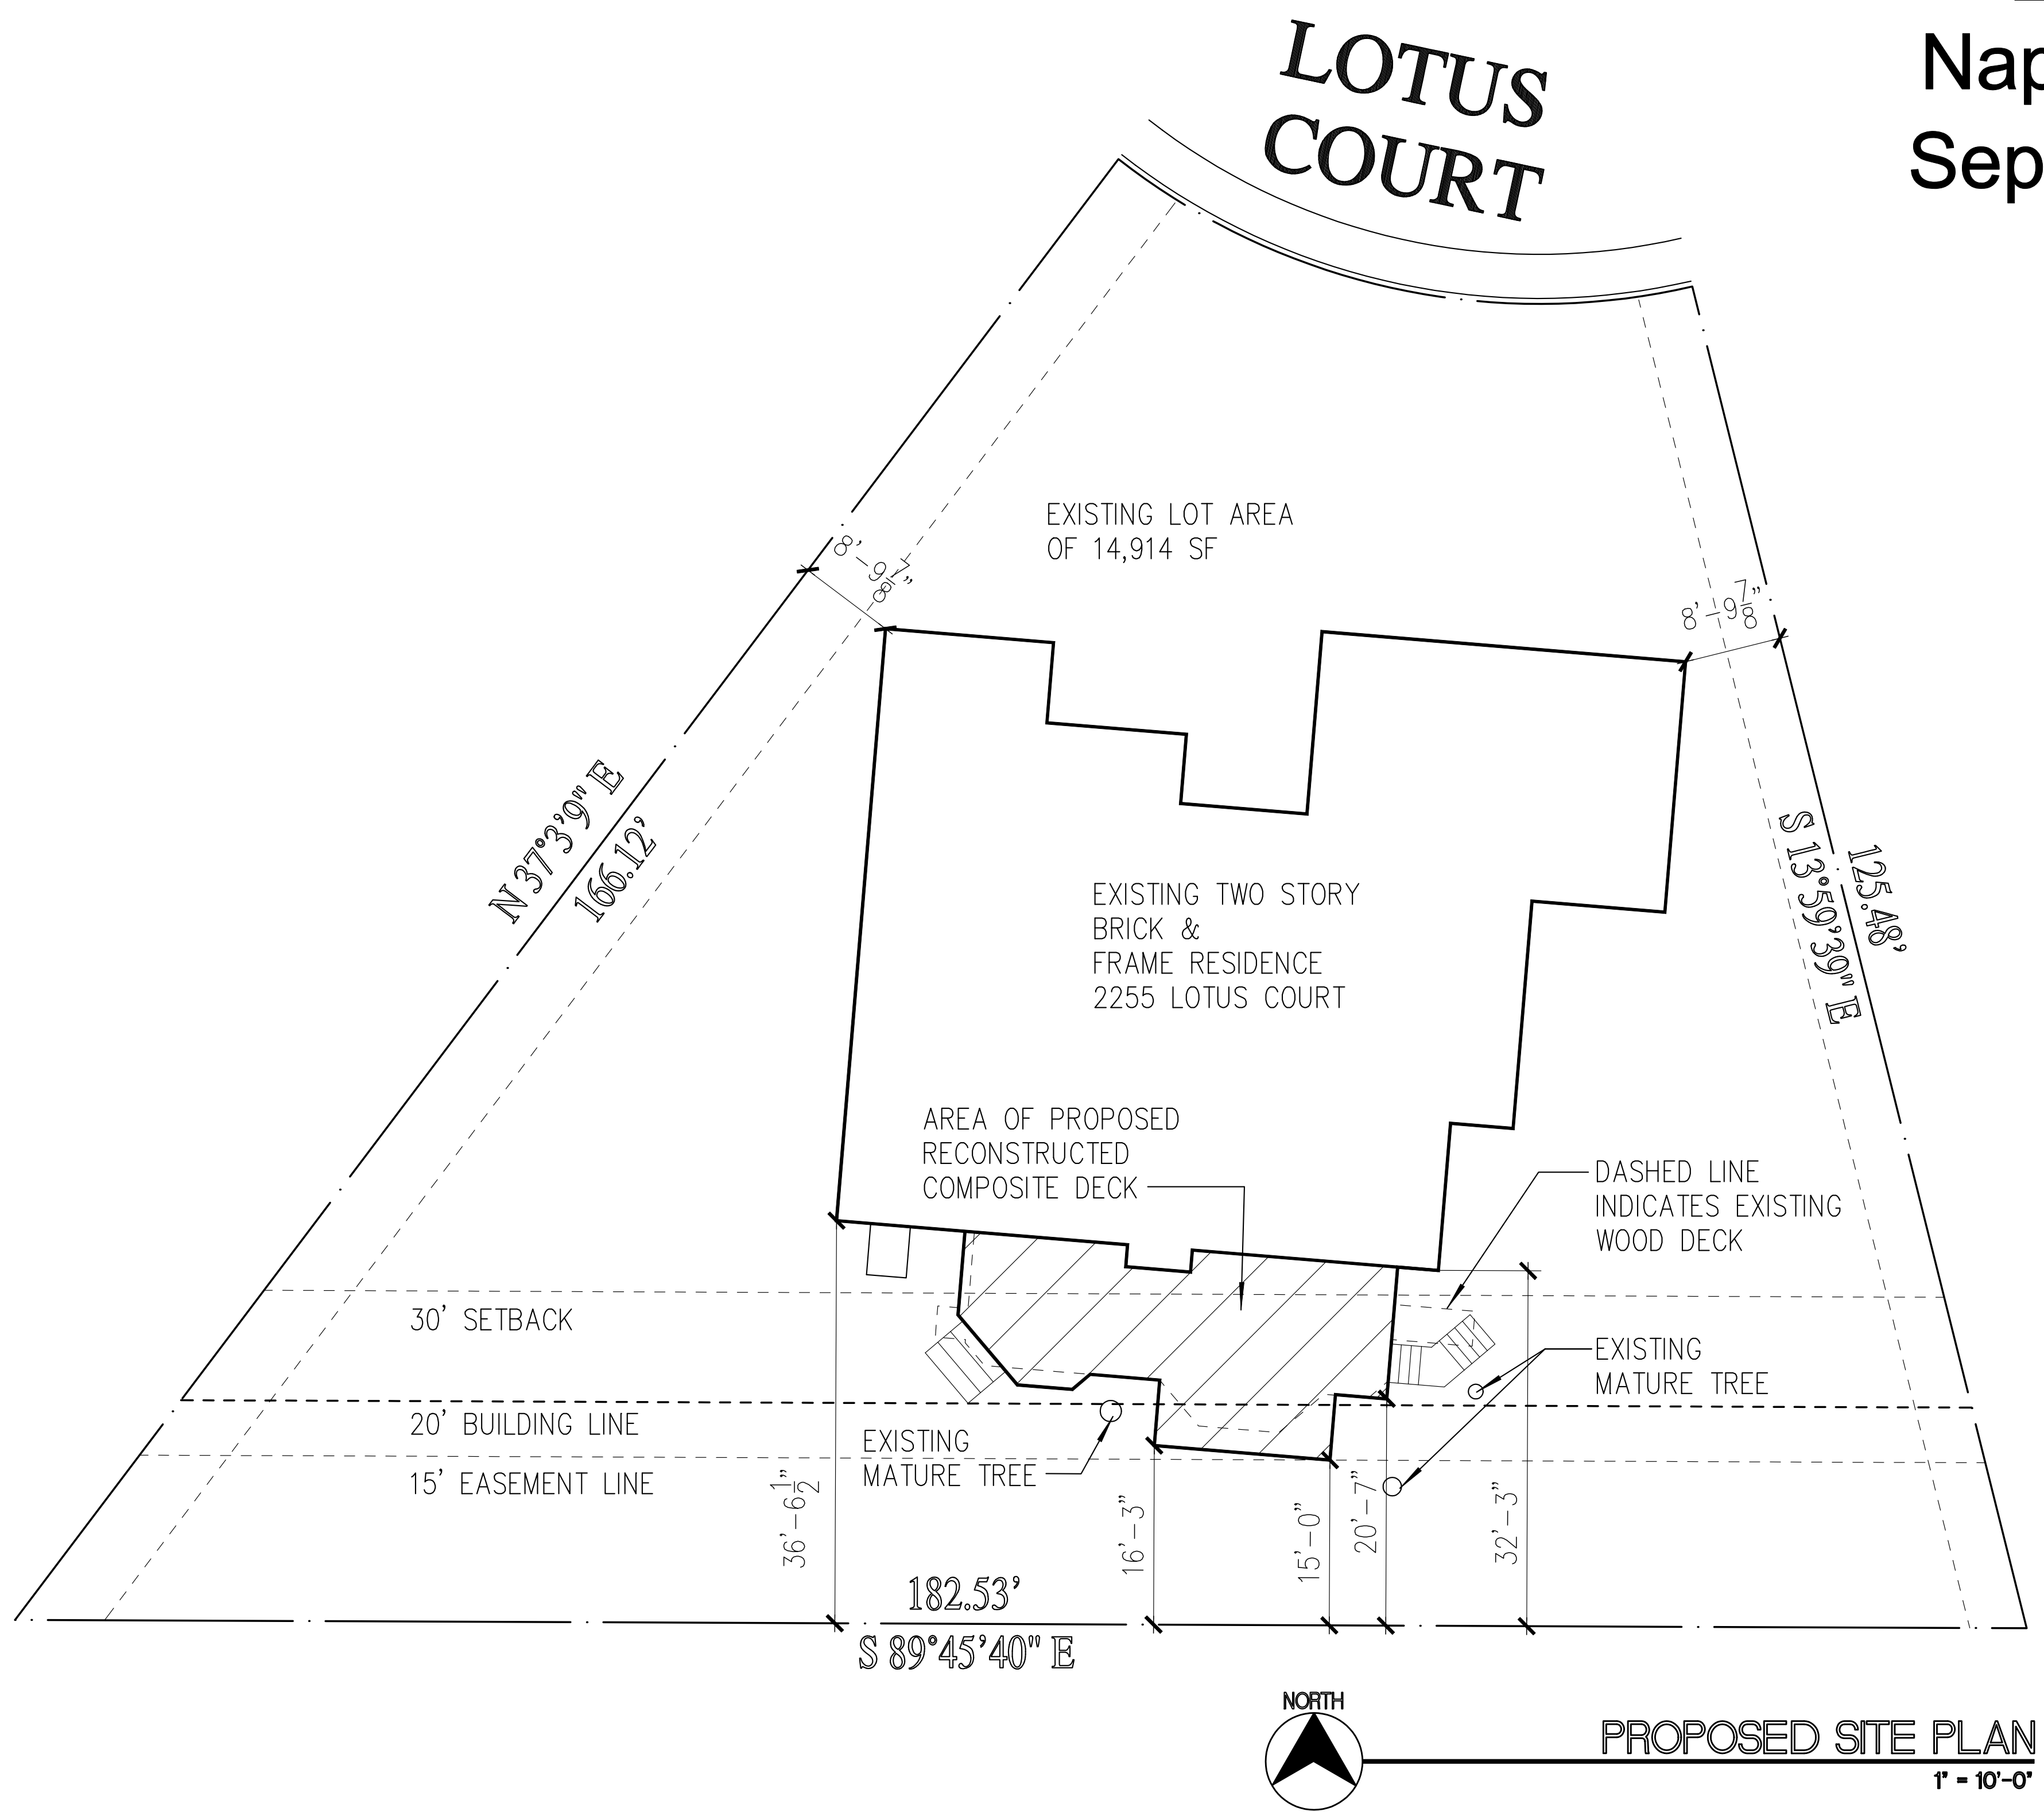 LOTUS
COURT
Nap
Sep
EXISTING LOT AREA
OF 14,914 SF
8'-9 7/8"
8'-9 7/8"
N 37°3'9" E
166.12'
125.48'
S 13°59'39" E
EXISTING TWO STORY
BRICK &
FRAME RESIDENCE
2255 LOTUS COURT
AREA OF PROPOSED
RECONSTRUCTED
COMPOSITE DECK
DASHED LINE
INDICATES EXISTING
WOOD DECK
30' SETBACK
EXISTING
MATURE TREE
20' BUILDING LINE
EXISTING
MATURE TREE
15' EASEMENT LINE
36'-6 1/2"
16'-3"
15'-0"
20'-7"
32'-3"
182.53'
S 89°45'40" E
NORTH
PROPOSED SITE PLAN
1" = 10'-0"